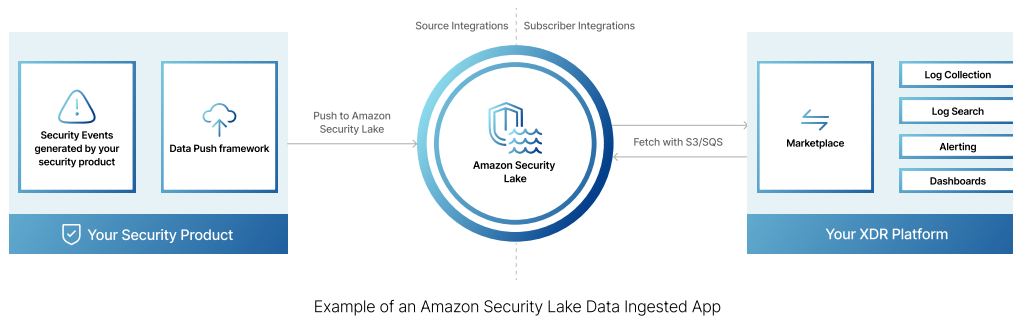 Source Integrations
Subscriber Integrations
Security Events
generated by your
security product
Data Push framework
Your Security Product
Push to Amazon
Security Lake
Amazon Security
Lake
Fetch with S3/SQS
Marketplace
Log Collection
Log Search
Alerting
Dashboards
Your XDR Platform
Example of an Amazon Security Lake Data Ingested App